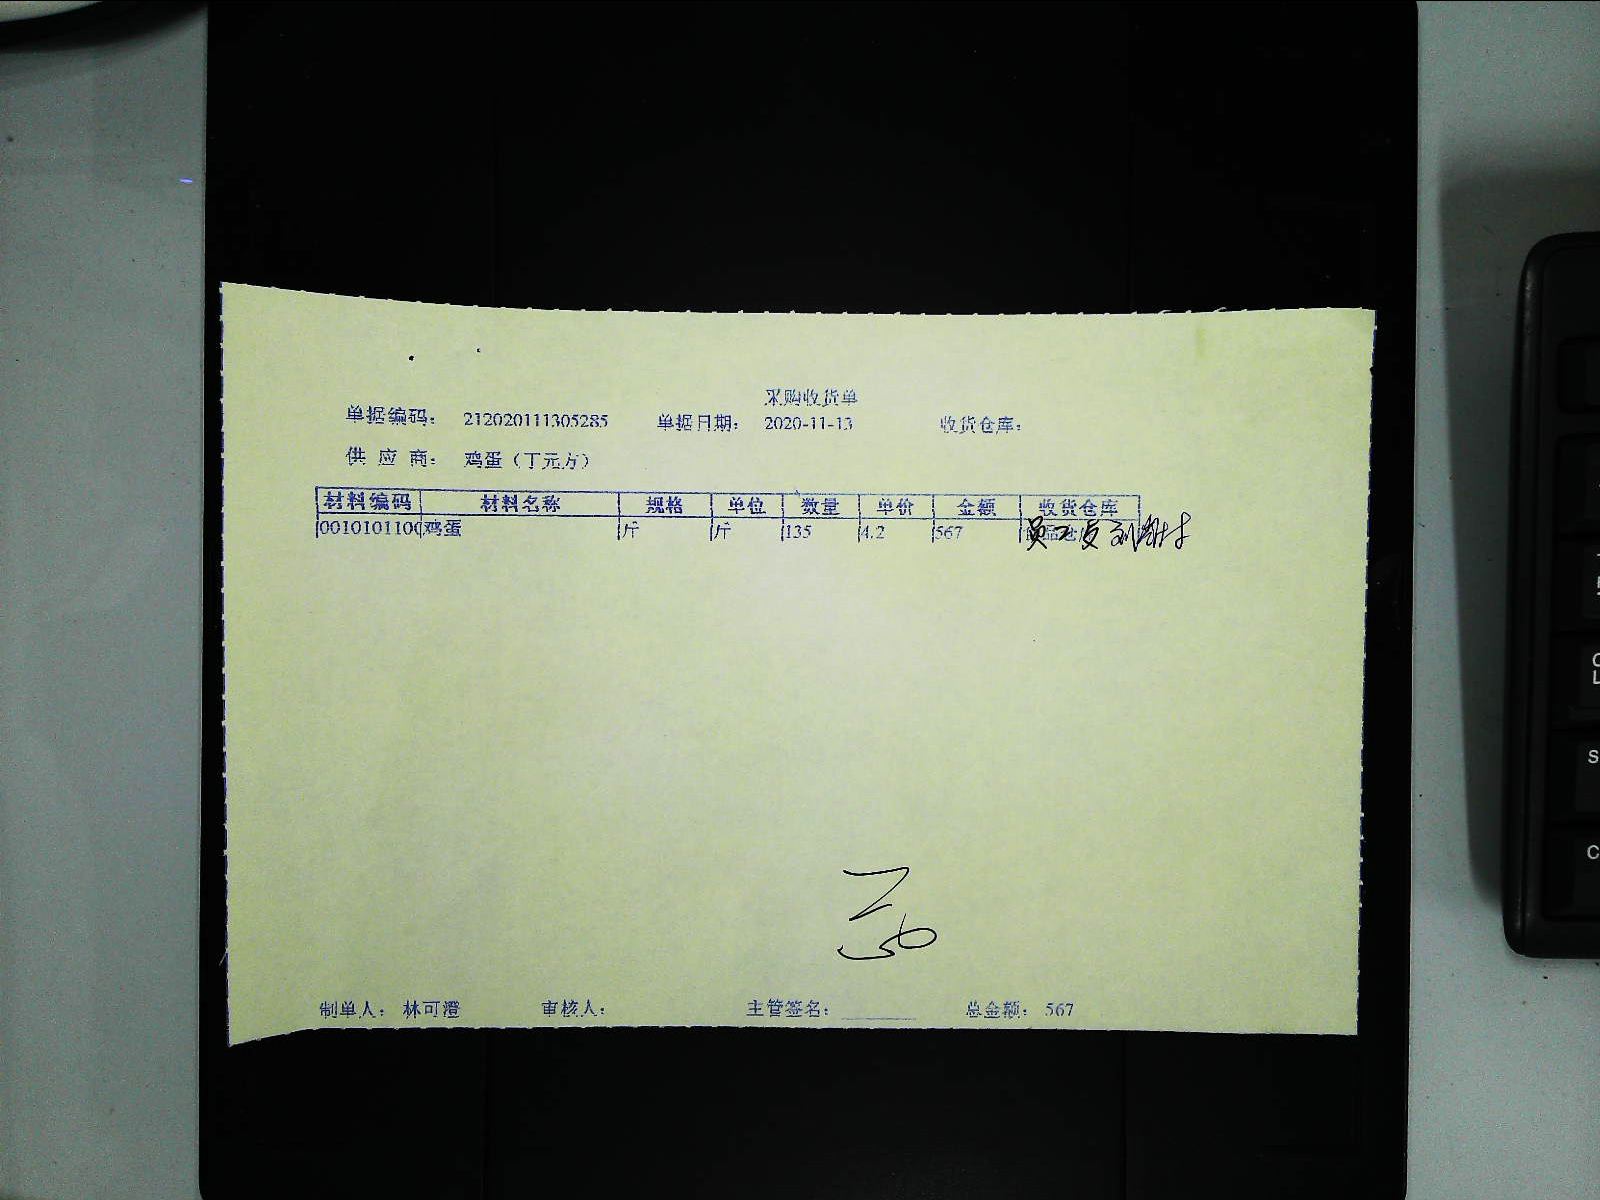 采购收货单
单据编码： 212020111305285 单据日期： 2020-11-13 收货仓库：
供 应 商： 鸡蛋（丁元方）
材料编码 材料名称 规格 单位 数量 单价 金额 收货仓库
0010101100 鸡蛋 斤 斤 135 4.2 567
制单人： 林可澄 审核人： 主管签名： 总金额： 567